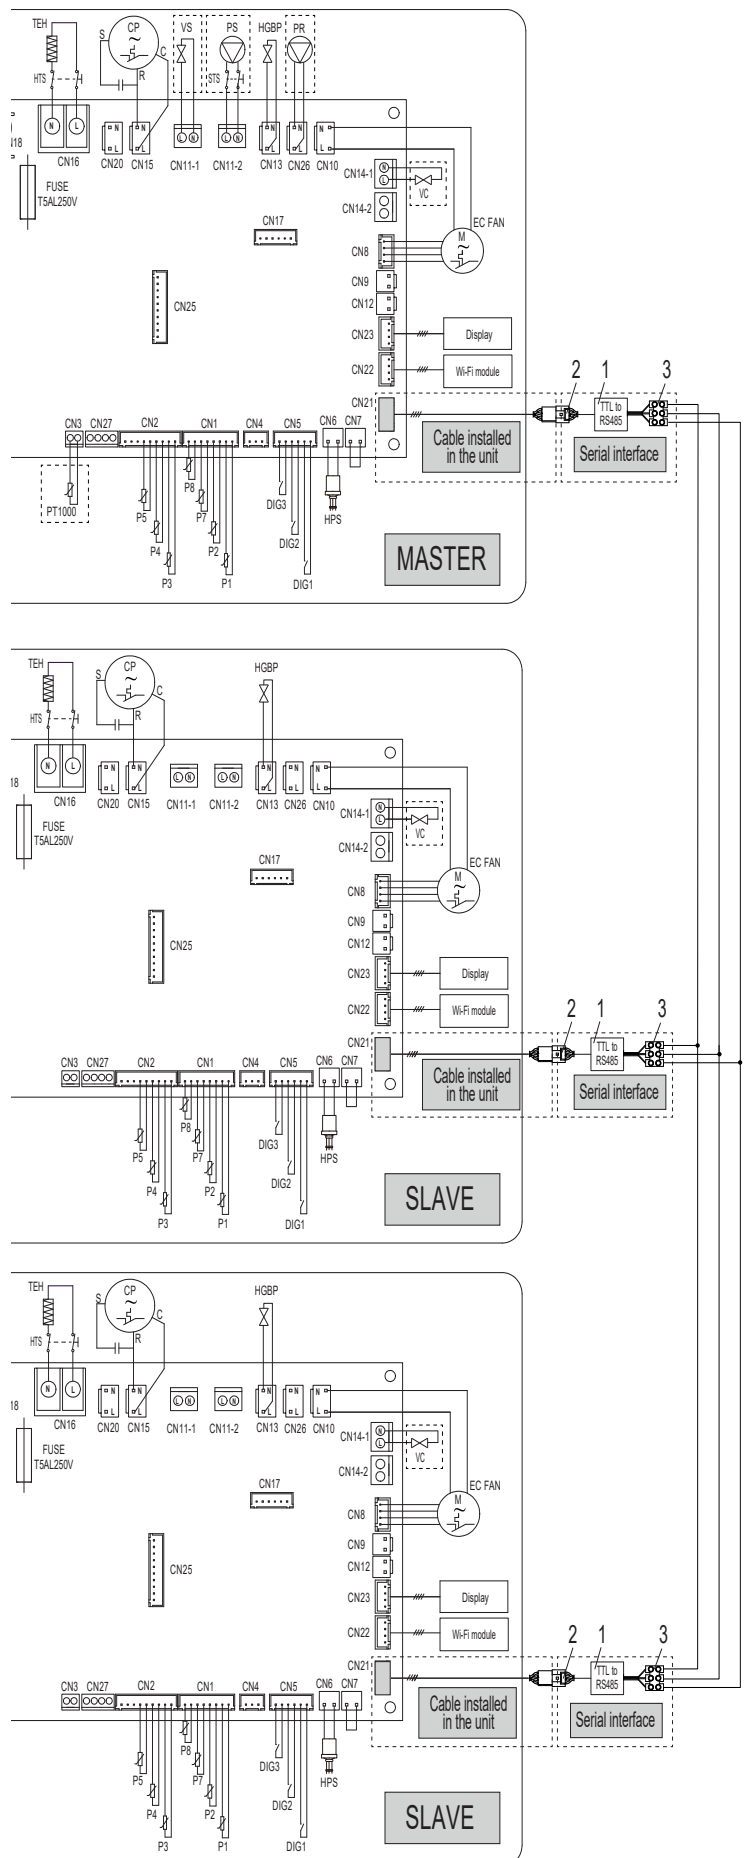 TEH
CP
VS
PS
HGBP
PR
S
C
HTS
STS
R
N
L
N
L
N
L
L
N
L
N
N
L
N
L
N
L
N18
CN16
CN20
CN15
CN11-1
CN11-2
CN13
CN26
CN10
FUSE
T5AL250V
CN14-1
N
L
VC
CN14-2
CN17
EC FAN
M
CN8
CN25
CN9
CN12
CN23
Display
CN22
Wi-Fi module
CN21
2
1
3
TTL to
RS485
Cable installed
in the unit
Serial interface
CN3
CN27
CN2
CN1
CN4
CN5
CN6
CN7
PT1000
P5
P4
P3
P8
P7
P2
P1
DIG3
DIG2
DIG1
HPS
MASTER
TEH
CP
HGBP
S
C
HTS
R
N
L
N
L
N
L
L
N
L
N
N
L
N
L
N
L
18
CN16
CN20
CN15
CN11-1
CN11-2
CN13
CN26
CN10
FUSE
T5AL250V
CN14-1
N
L
VC
CN14-2
CN17
EC FAN
M
CN8
CN25
CN9
CN12
CN23
Display
CN22
Wi-Fi module
CN21
2
1
3
TTL to
RS485
Cable installed
in the unit
Serial interface
CN3
CN27
CN2
CN1
CN4
CN5
CN6
CN7
P5
P4
P3
P8
P7
P2
P1
DIG3
DIG2
DIG1
HPS
SLAVE
TEH
CP
HGBP
S
C
HTS
R
N
L
N
L
N
L
L
N
L
N
N
L
N
L
N
L
18
CN16
CN20
CN15
CN11-1
CN11-2
CN13
CN26
CN10
FUSE
T5AL250V
CN14-1
N
L
VC
CN14-2
CN17
EC FAN
M
CN8
CN25
CN9
CN12
CN23
Display
CN22
Wi-Fi module
CN21
2
1
3
TTL to
RS485
Cable installed
in the unit
Serial interface
CN3
CN27
CN2
CN1
CN4
CN5
CN6
CN7
P5
P4
P3
P8
P7
P2
P1
DIG3
DIG2
DIG1
HPS
SLAVE